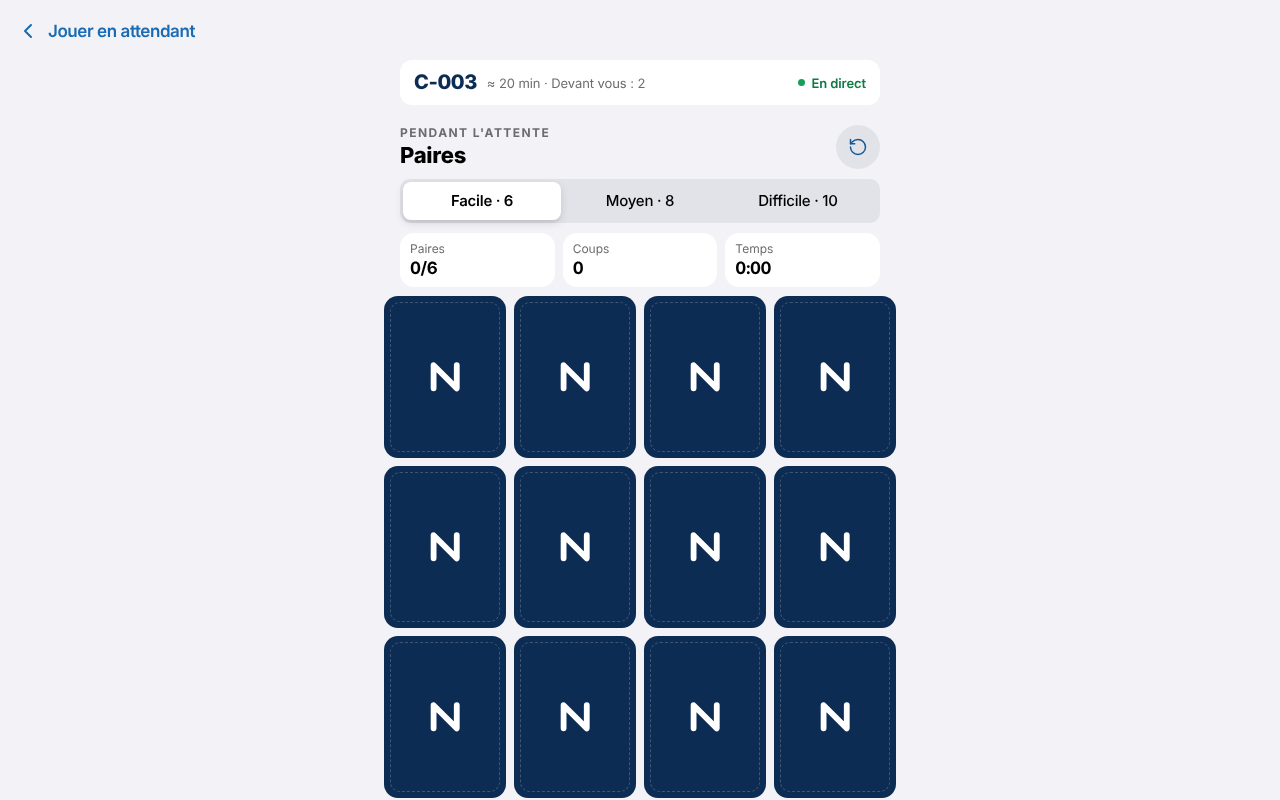 Jouer en attendant
C-003 ≈ 20 min · Devant vous : 2 En direct
PENDANT L'ATTENTE
Paires
Facile · 6 Moyen · 8 Difficile · 10
Paires Coups Temps
0/6 0 0:00
N N N N
N N N N
N N N N